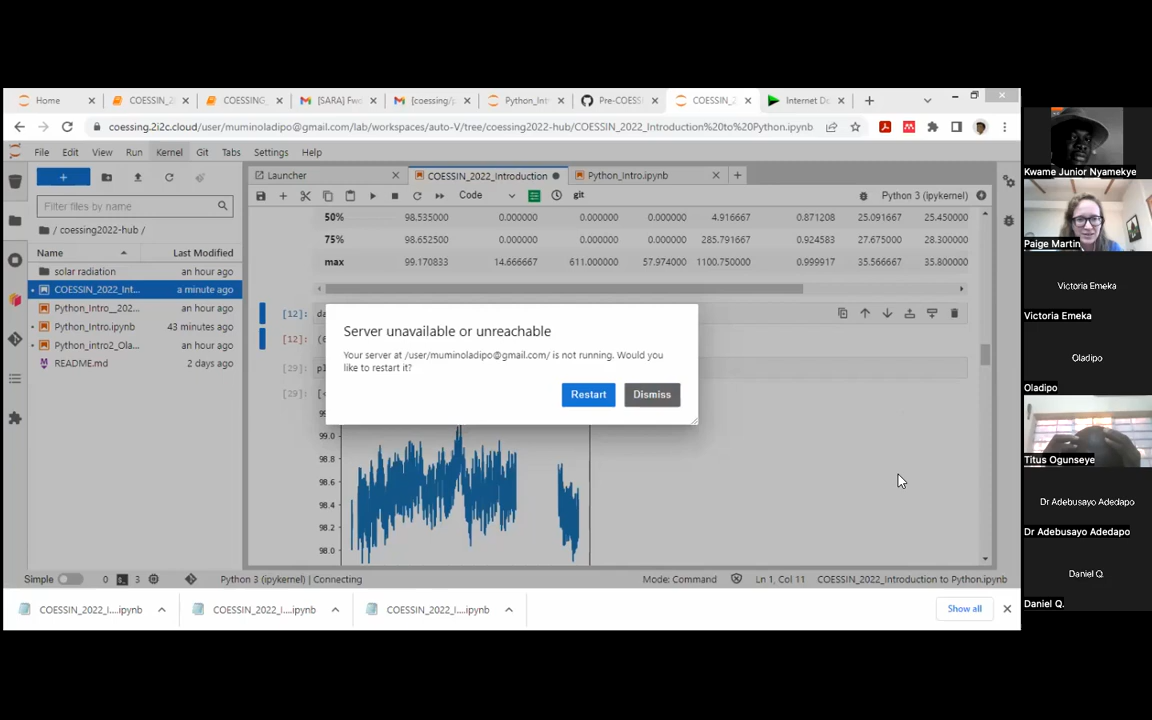 Home
COESSIN_2
COESSING_
[SARA] Fwd
[coessing/p
Python_Int
Pre-COESS
COESSIN_2
Internet Do
coessing.2i2c.cloud/user/muminoladipo@gmail.com/lab/workspaces/auto-V/tree/coessing2022-hub/COESSIN_2022_Introduction%20to%20Python.ipynb
File Edit View Run Kernel Git Tabs Settings Help
Launcher
COESSIN_2022_Introduction
Python_Intro.ipynb
Code
git
Python 3 (ipykernel)
Filter files by name
/ coessing2022-hub /
Name Last Modified
solar radiation an hour ago
COESSIN_2022_Int... a minute ago
Python_Intro__202... an hour ago
Python_Intro.ipynb 43 minutes ago
Python_intro2_Ola... an hour ago
README.md 2 days ago
50% 98.535000 0.000000 0.000000 0.000000 4.916667 0.871208 25.091667 25.450000
75% 98.652500 0.000000 0.000000 0.000000 285.791667 0.924583 27.675000 28.300000
max 99.170833 14.666667 611.000000 57.974000 1100.750000 0.999917 35.566667 35.800000
[12]: da
[12]: (6
[29]: pl
[29]: [<
Server unavailable or unreachable
Your server at /user/muminoladipo@gmail.com/ is not running. Would you
like to restart it?
Restart Dismiss
99.
99.0
98.8
98.6
98.4
98.2
98.0
Simple 0 3 Python 3 (ipykernel) | Connecting Mode: Command Ln 1, Col 11 COESSIN_2022_Introduction to Python.ipynb
COESSIN_2022_I....ipynb
COESSIN_2022_I....ipynb
COESSIN_2022_I....ipynb
Show all
Kwame Junior Nyamekye
Paige Martin
Victoria Emeka
Victoria Emeka
Oladipo
Oladipo
Titus Ogunseye
Dr Adebusayo Adedapo
Dr Adebusayo Adedapo
Daniel Q.
Daniel Q.